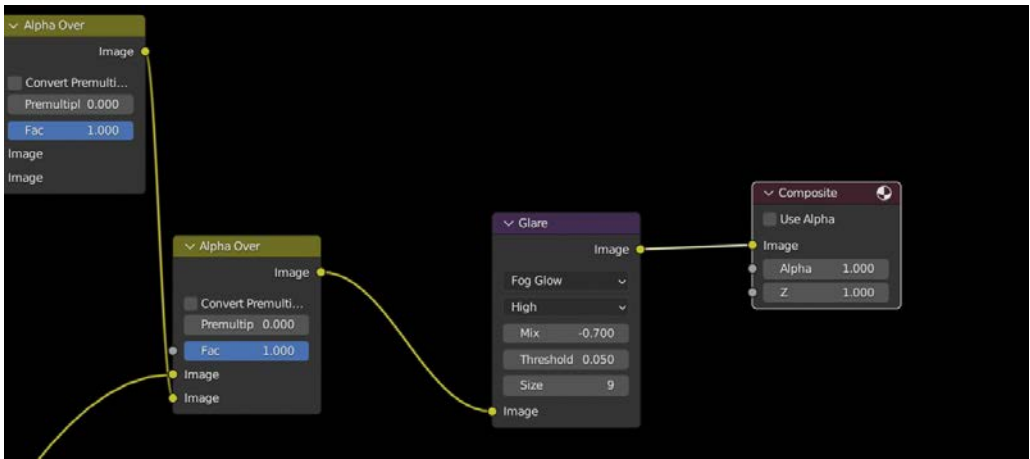 Alpha Over
Image
Convert Premulti...
Premultipl 0.000
Fac 1.000
Image
Image
Alpha Over
Image
Convert Premulti...
Premultip 0.000
Fac 1.000
Image
Image
Glare
Image
Fog Glow
High
Mix -0.700
Threshold 0.050
Size 9
Image
Composite
Use Alpha
Image
Alpha 1.000
Z 1.000